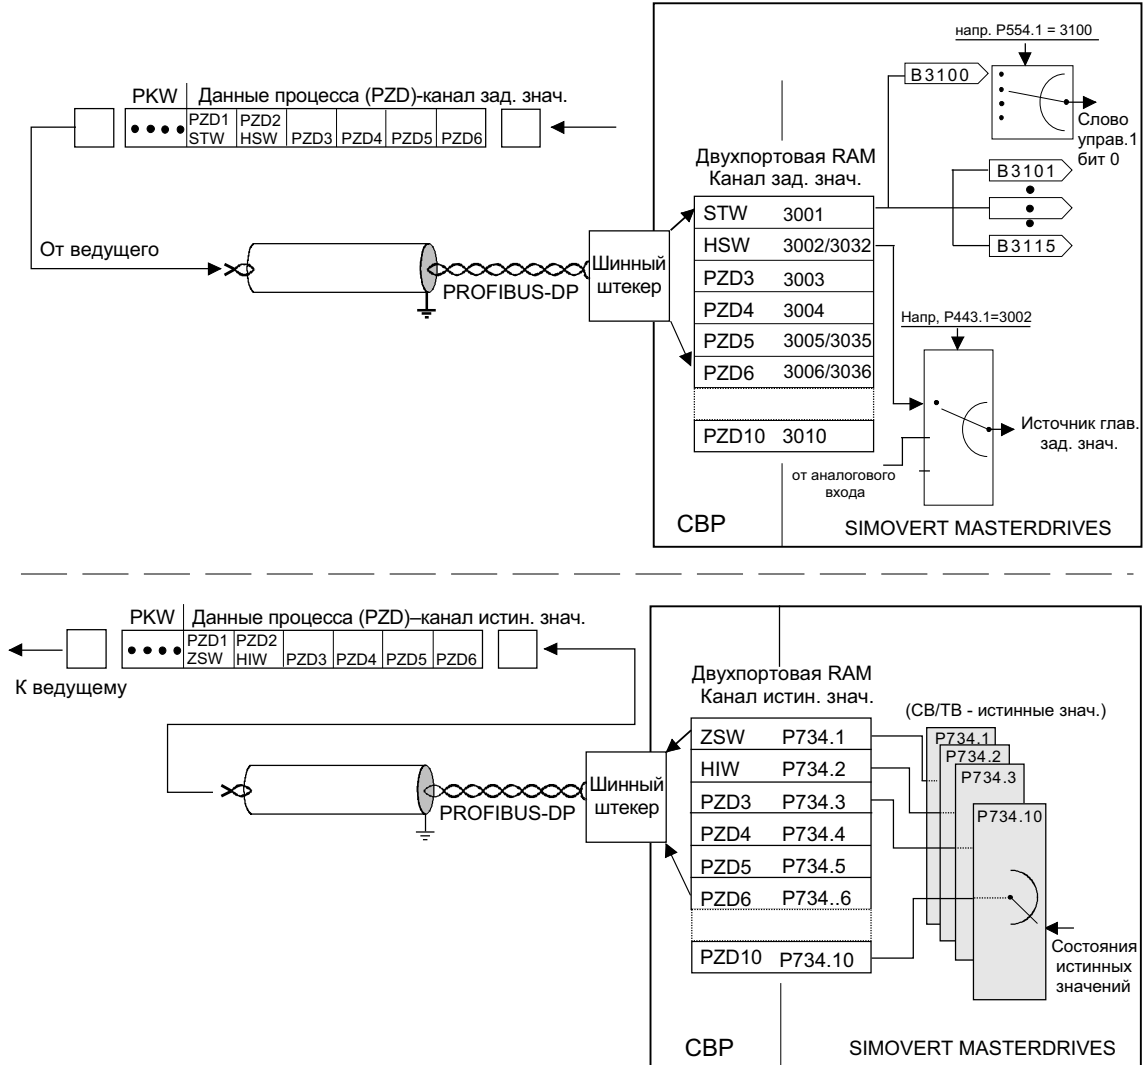 напр. P554.1 = 3100
B3100
PKW Данные процесса (PZD)-канал зад. знач.
PZD1 PZD2
STW HSW PZD3 PZD4 PZD5 PZD6
Слово
управ.1
бит 0
Двухпортовая RAM
Канал зад. знач.
B3101
B3115
STW 3001
HSW 3002/3032
PZD3 3003
PZD4 3004
PZD5 3005/3035
PZD6 3006/3036
PZD10 3010
От ведущего
PROFIBUS-DP
Шинный
штекер
Напр, P443.1=3002
Источник глав.
зад. знач.
от аналогового
входа
CBP
SIMOVERT MASTERDRIVES
PKW Данные процесса (PZD)–канал истин. знач.
PZD1 PZD2
ZSW HIW PZD3 PZD4 PZD5 PZD6
К ведущему
Двухпортовая RAM
Канал истин. знач.
(CB/TB - истинные знач.)
ZSW P734.1
HIW P734.2
PZD3 P734.3
PZD4 P734.4
PZD5 P734.5
PZD6 P734..6
PZD10 P734.10
P734.1
P734.2
P734.3
P734.10
PROFIBUS-DP
Шинный
штекер
Состояния
истинных
значений
CBP
SIMOVERT MASTERDRIVES